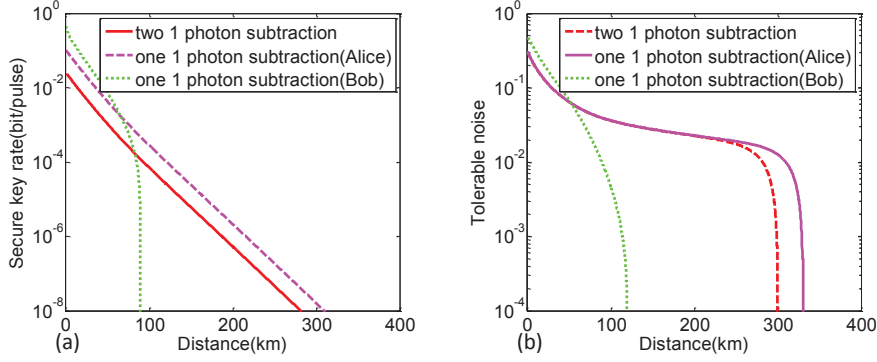 two 1 photon subtraction
one 1 photon subtraction(Alice)
one 1 photon subtraction(Bob)
Secure key rate(bit/pulse)
10^0
10^-2
10^-4
10^-6
10^-8
0
100
200
300
400
Distance(km)
(a)
two 1 photon subtraction
one 1 photon subtraction(Alice)
one 1 photon subtraction(Bob)
Tolerable noise
10^0
10^-1
10^-2
10^-3
10^-4
0
100
200
300
400
Distance(km)
(b)